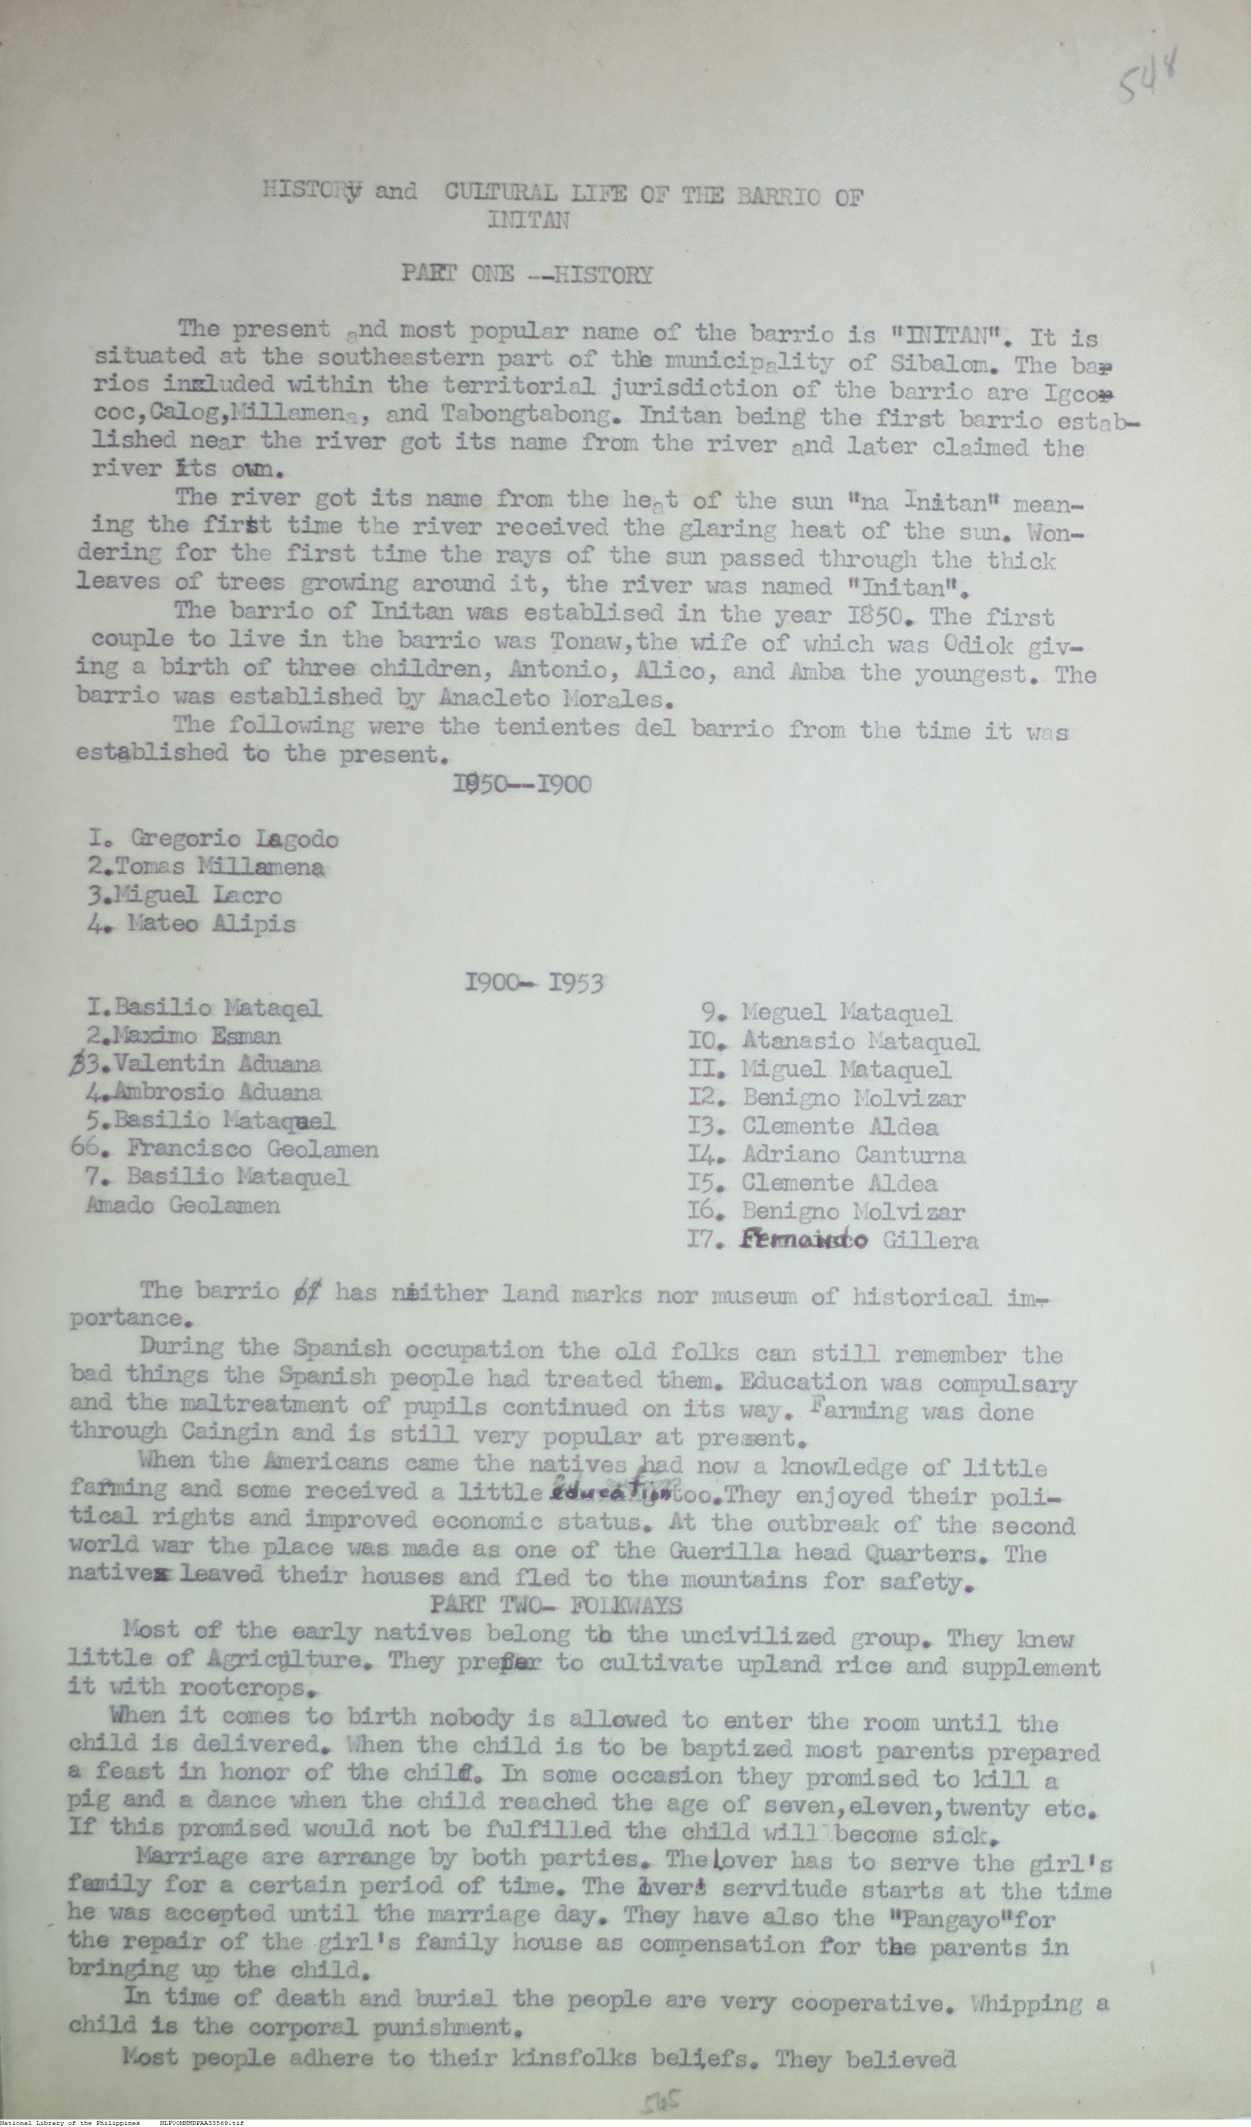 548
HISTORy and CULTURAL LIFE OF THE BARRIO OF
INITAN
PART ONE --HISTORY
The present and most popular name of the barrio is "INITAN". It is
situated at the southeastern part of the municipality of Sibalom. The bar
rios included within the territorial jurisdiction of the barrio are Igcor
coc,Calog,Millamena, and Tabongtabong. Initan being the first barrio estab-
lished near the river got its name from the river and later claimed the
river its own.
The river got its name from the heat of the sun "na Initan" mean-
ing the first time the river received the glaring heat of the sun. Won-
dering for the first time the rays of the sun passed through the thick
leaves of trees growing around it, the river was named "Initan".
The barrio of Initan was establised in the year I850. The first
couple to live in the barrio was Tonaw,the wife of which was Odiok giv-
ing a birth of three children, Antonio, Alico, and Amba the youngest. The
barrio was established by Anacleto Morales.
The following were the tenientes del barrio from the time it was
established to the present.
I850--I900
I. Gregorio Lagodo
2.Tomas Millamena
3.Miguel Lacro
4. Mateo Alipis
I900- I953
I.Basilio Mataqel
2.Maximo Esman
3.Valentin Aduana
4.Ambrosio Aduana
5.Basilio Mataquel
66. Francisco Geolamen
7. Basilio Mataquel
Amado Geolamen
9. Meguel Mataquel
IO. Atanasio Mataquel
II. Miguel Mataquel
I2. Benigno Molvizar
I3. Clemente Aldea
I4. Adriano Canturna
I5. Clemente Aldea
I6. Benigno Molvizar
I7. Gillera
The barrio of has neither land marks nor museum of historical im-
portance.
During the Spanish occupation the old folks can still remember the
bad things the Spanish people had treated them. Education was compulsary
and the maltreatment of pupils continued on its way. Farming was done
through Caingin and is still very popular at present.
When the Americans came the natives had now a knowledge of little
farming and some received a little education too.They enjoyed their poli-
tical rights and improved economic status. At the outbreak of the second
world war the place was made as one of the Guerilla head Quarters. The
natives leaved their houses and fled to the mountains for safety.
PART TWO- FOLKWAYS
Most of the early natives belong to the uncivilized group. They knew
little of Agriculture. They prefer to cultivate upland rice and supplement
it with rootcrops.
When it comes to birth nobody is allowed to enter the room until the
child is delivered. When the child is to be baptized most parents prepared
a feast in honor of the child. In some occasion they promised to kill a
pig and a dance when the child reached the age of seven,eleven,twenty etc.
If this promised would not be fulfilled the child will become sick.
Marriage are arrange by both parties. The lover has to serve the girl's
family for a certain period of time. The lvers servitude starts at the time
he was accepted until the marriage day. They have also the "Pangayo"for
the repair of the girl's family house as compensation for the parents in
bringing up the child.
In time of death and burial the people are very cooperative. Whipping a
child is the corporal punishment.
Most people adhere to their kinsfolks beliefs. They believed
545
National Library of the Philippines